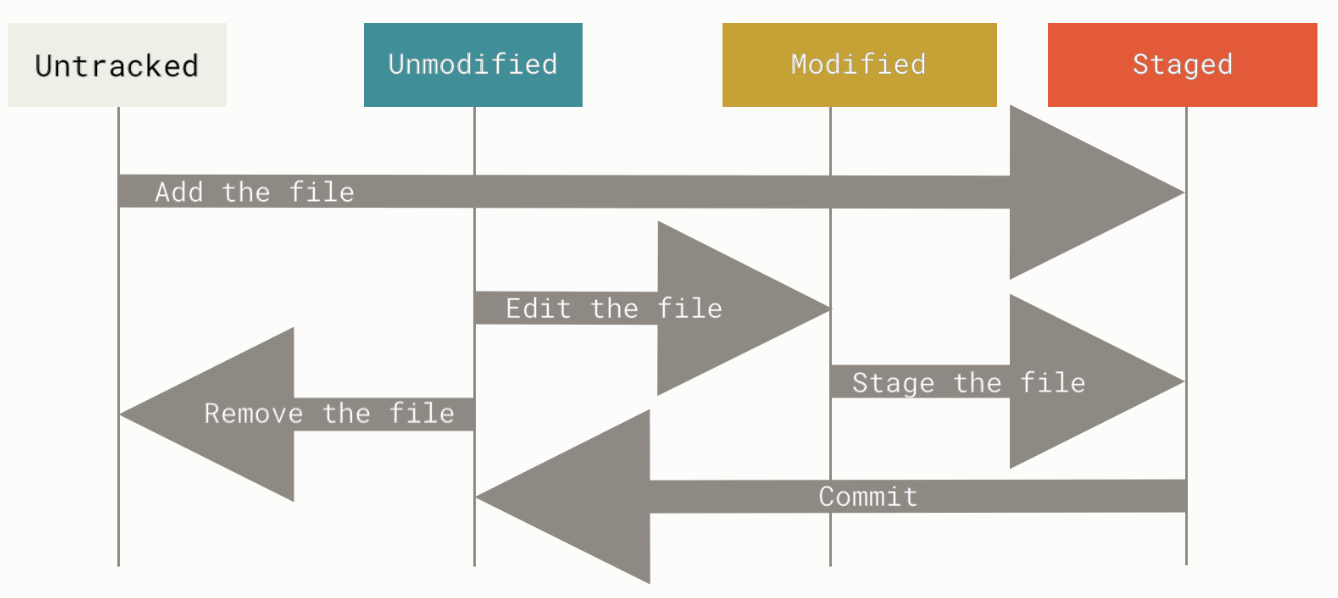 Untracked
Unmodified
Modified
Staged
Add the file
Edit the file
Stage the file
Remove the file
Commit